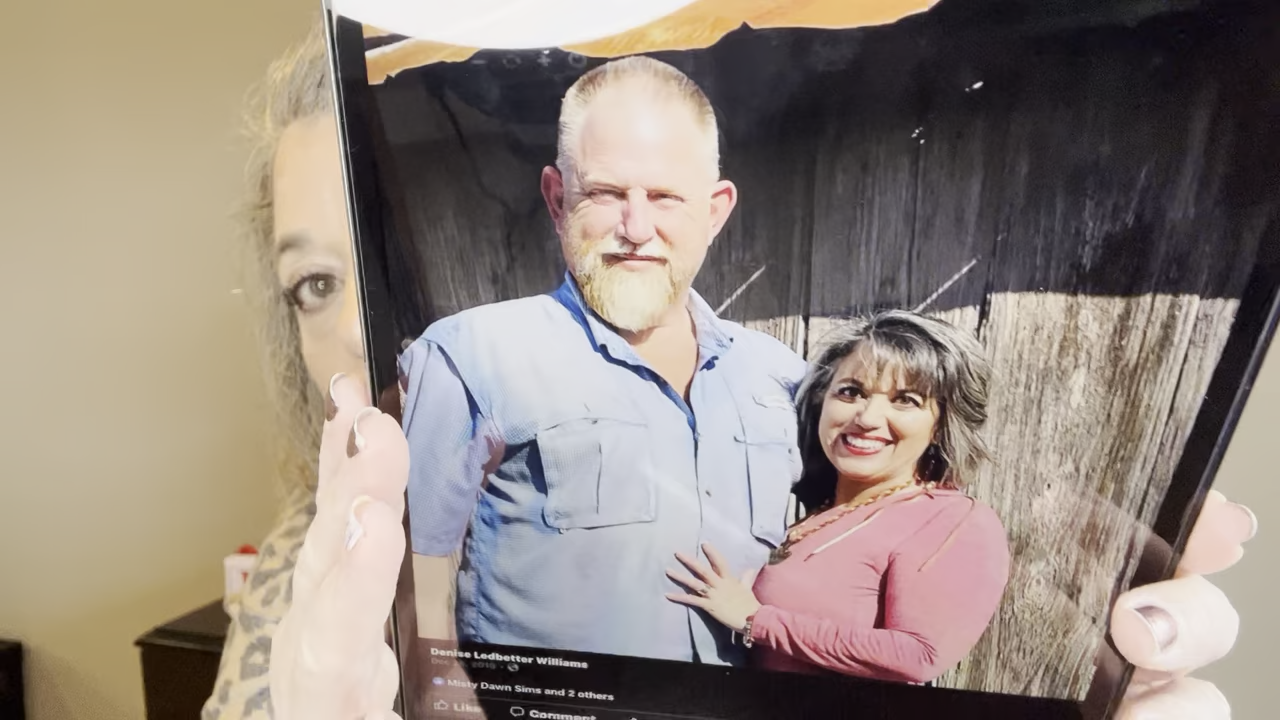 Denise Ledbetter Williams
Misty Dawn Sims and 2 others
Like
Comment